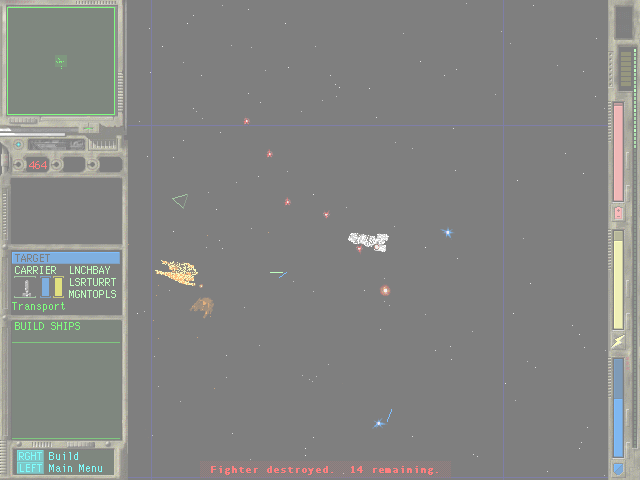 464
TARGET
CARRIER LNCHBAY
LSRTURRT
MGNTOPLS
Transport
BUILD SHIPS
RGHT Build
LEFT Main Menu
Fighter destroyed. 14 remaining.